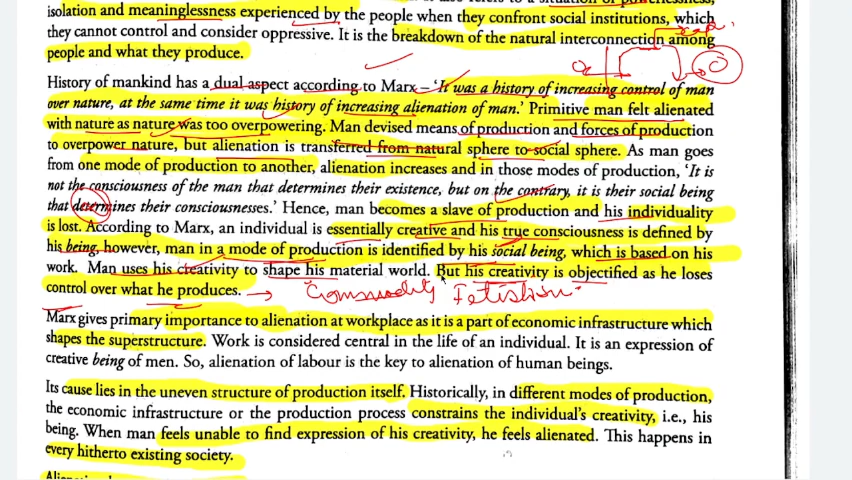 isolation and meaninglessness experienced by the people when they confront social institutions, which
they cannot control and consider oppressive. It is the breakdown of the natural interconnection among
people and what they produce.
History of mankind has a dual aspect according to Marx – 'It was a history of increasing control of man
over nature, at the same time it was history of increasing alienation of man.' Primitive man felt alienated
with nature as nature was too overpowering. Man devised means of production and forces of production
to overpower nature, but alienation is transferred from natural sphere to social sphere. As man goes
from one mode of production to another, alienation increases and in those modes of production, 'It is
not the consciousness of the man that determines their existence, but on the contrary, it is their social being
that determines their consciousnesses.' Hence, man becomes a slave of production and his individuality
is lost. According to Marx, an individual is essentially creative and his true consciousness is defined by
his being, however, man in a mode of production is identified by his social being, which is based on his
work. Man uses his creativity to shape his material world. But his creativity is objectified as he loses
control over what he produces. → Commodity Fetishism.
Marx gives primary importance to alienation at workplace as it is a part of economic infrastructure which
shapes the superstructure. Work is considered central in the life of an individual. It is an expression of
creative being of men. So, alienation of labour is the key to alienation of human beings.
Its cause lies in the uneven structure of production itself. Historically, in different modes of production,
the economic infrastructure or the production process constrains the individual's creativity, i.e., his
being. When man feels unable to find expression of his creativity, he feels alienated. This happens in
every hitherto existing society.